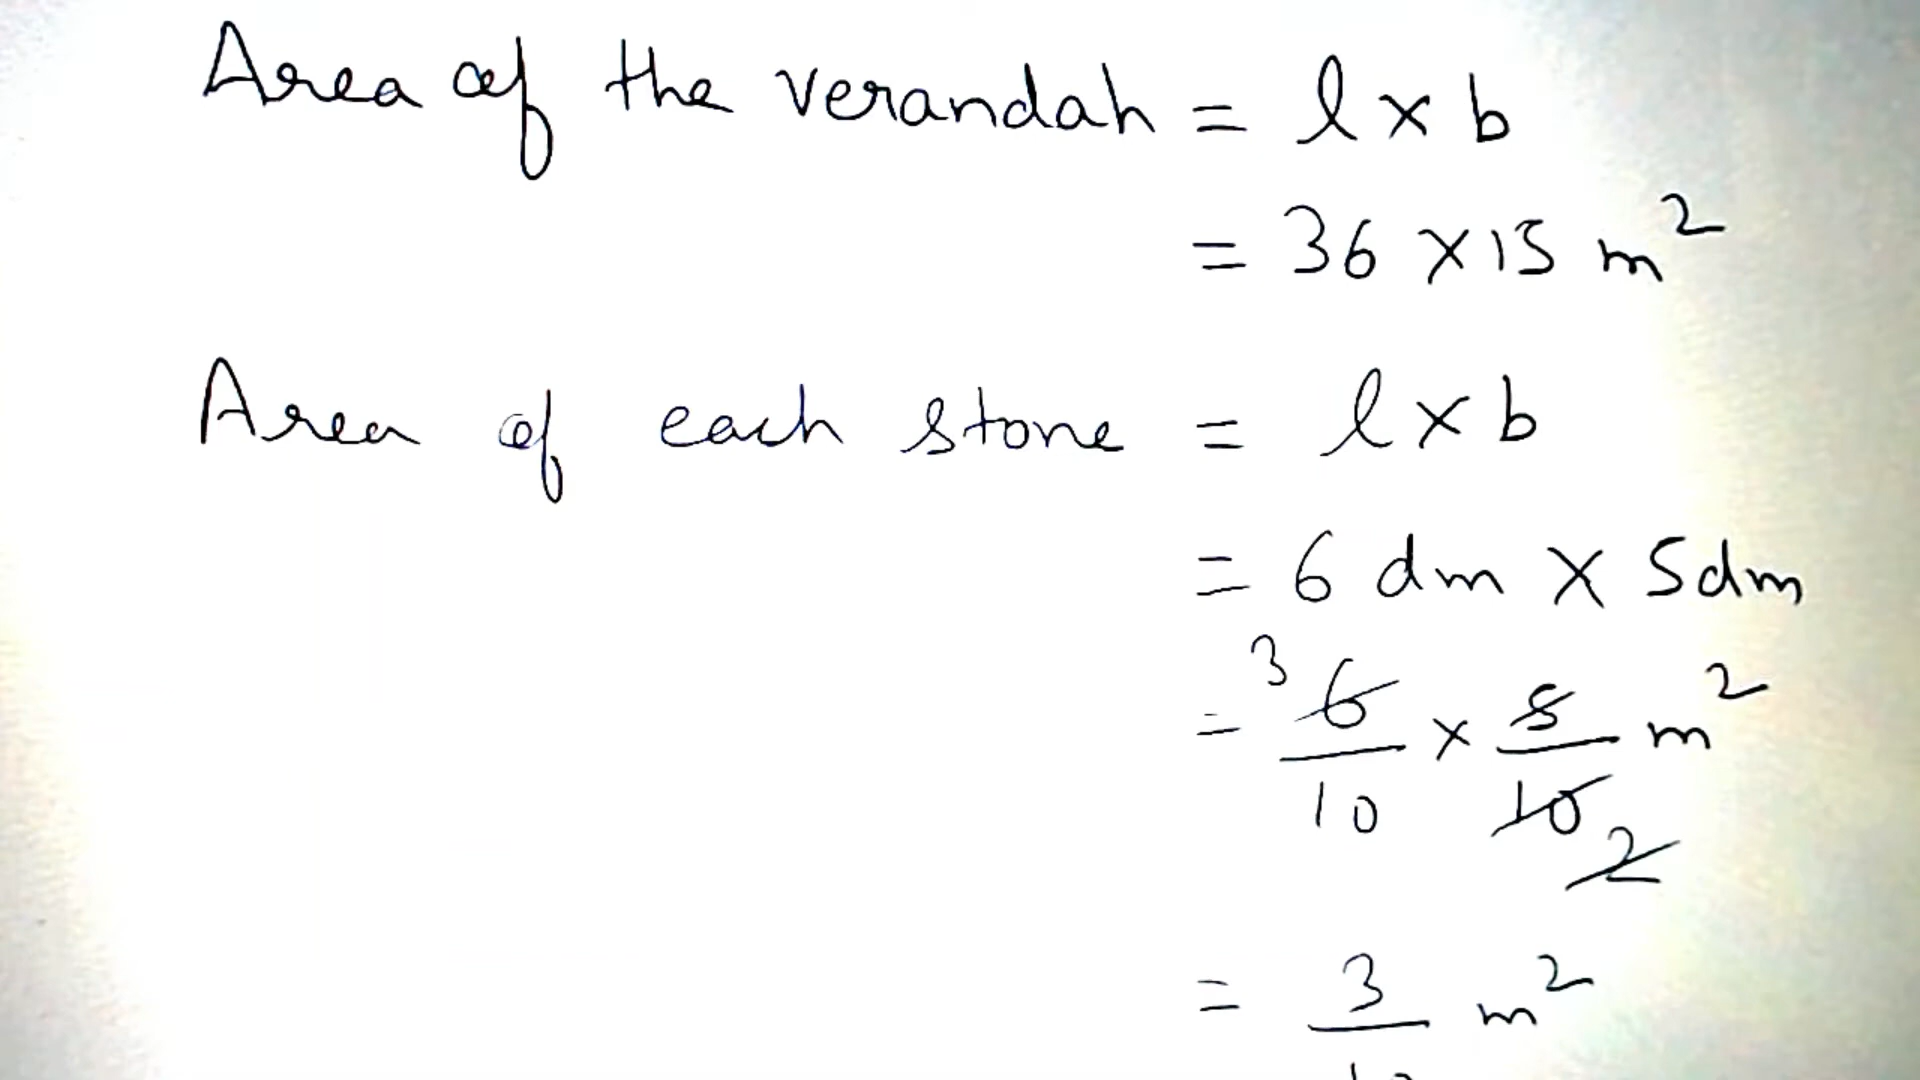 Area of the verandah = l × b
= 36 × 15 m²
Area of each stone = l × b
= 6 dm × 5 dm
= 3 6/10 × 5/10 2 m²
= 3/10 m²